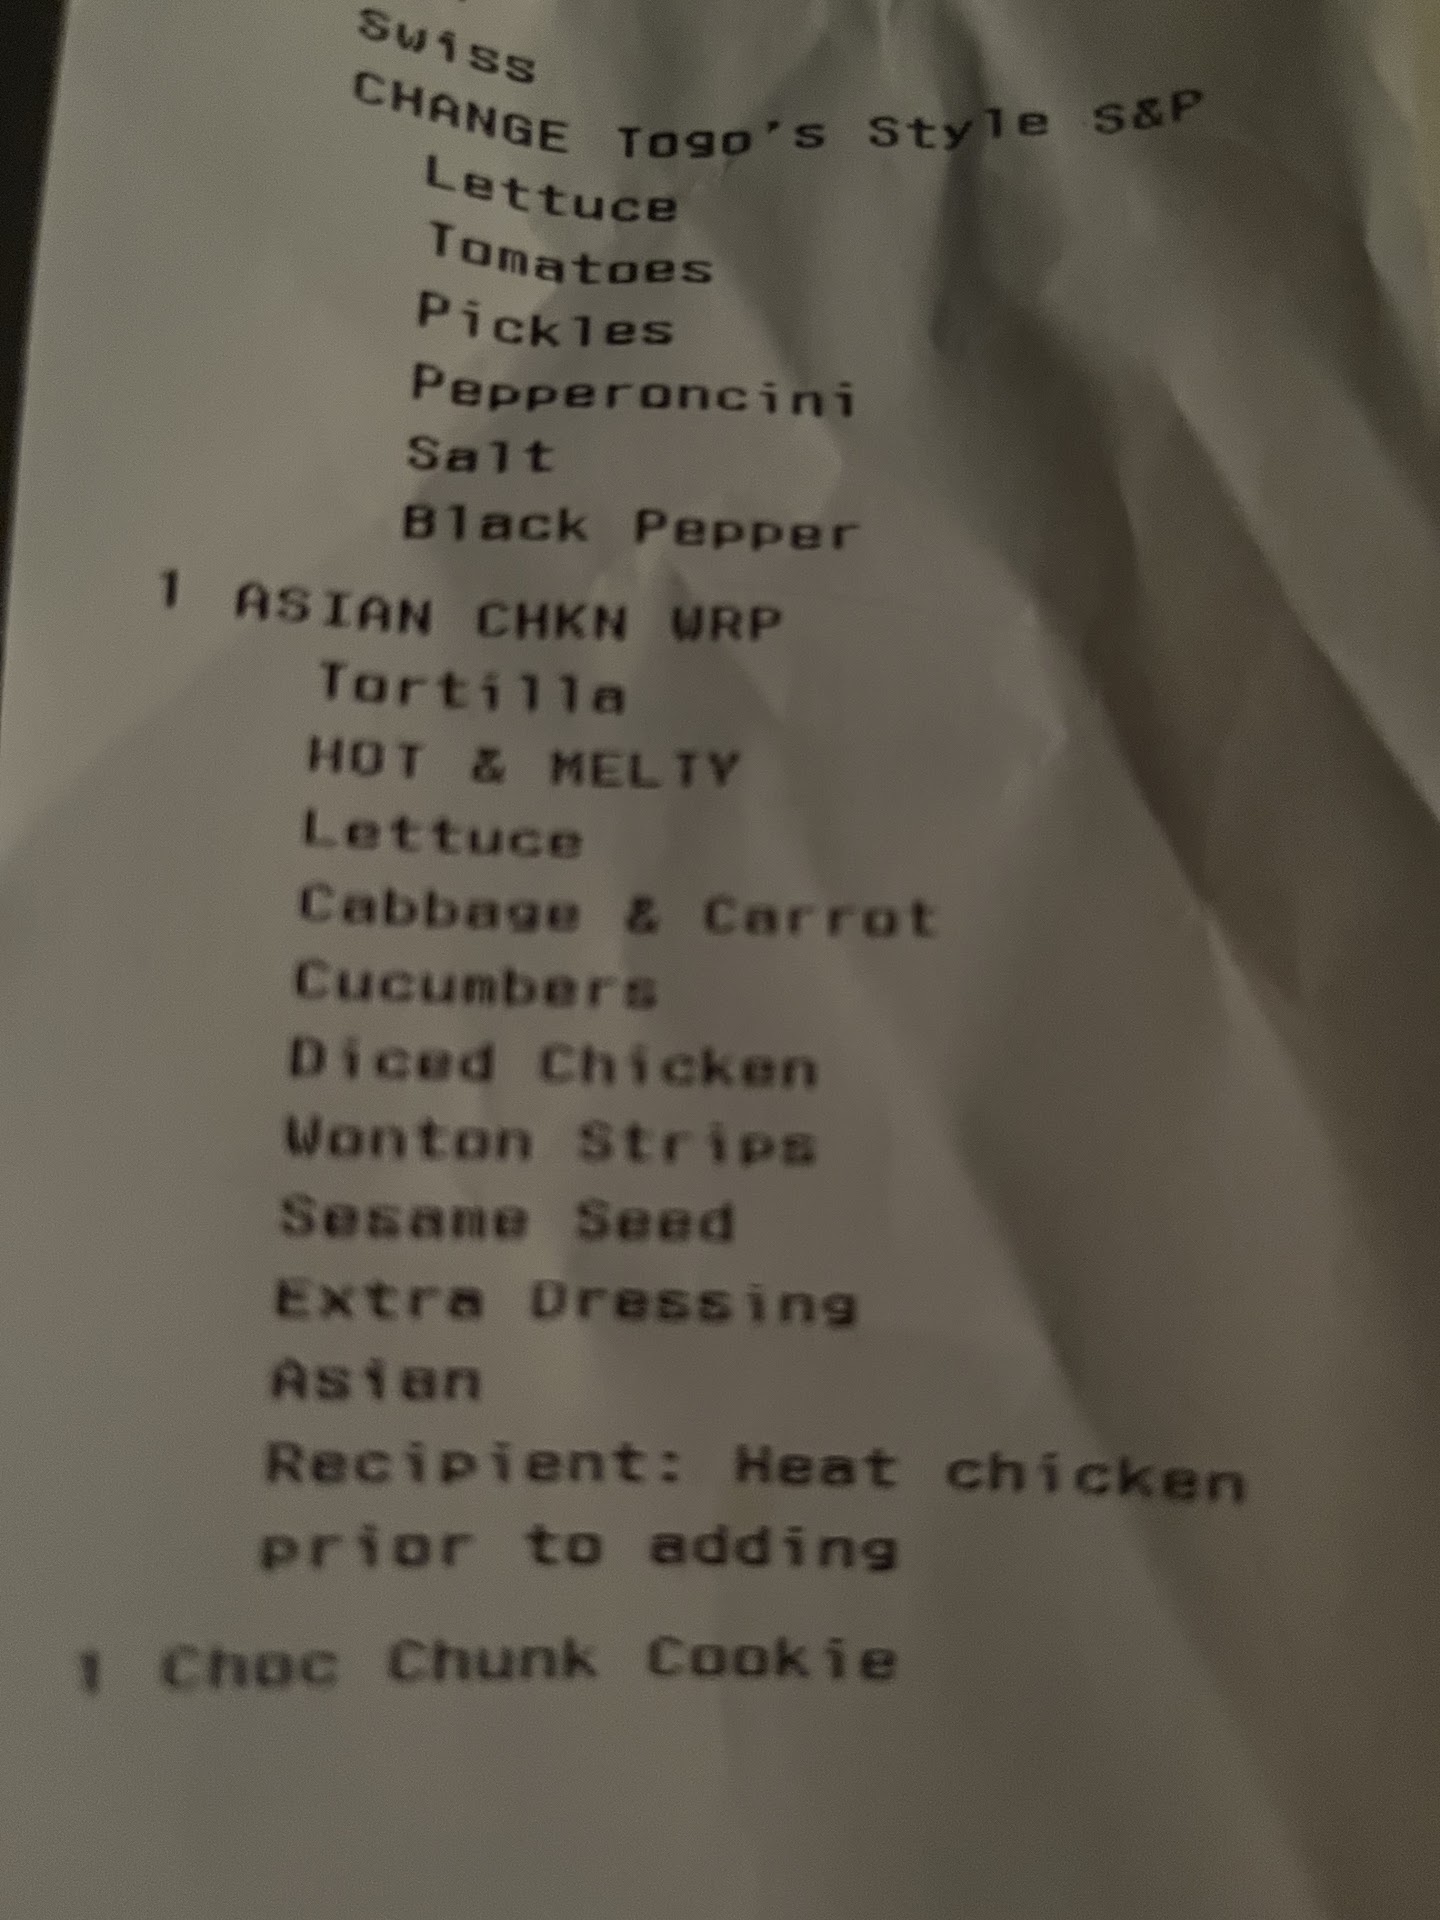 Swiss
CHANGE Togo's Style S&P
Lettuce
Tomatoes
Pickles
Pepperoncini
Salt
Black Pepper
1 ASIAN CHKN WRP
Tortilla
HOT & MELTY
Lettuce
Cabbage & Carrot
Cucumbers
Diced Chicken
Wonton Strips
Sesame Seed
Extra Dressing
Asian
Recipient: Heat chicken
prior to adding
1 Choc Chunk Cookie